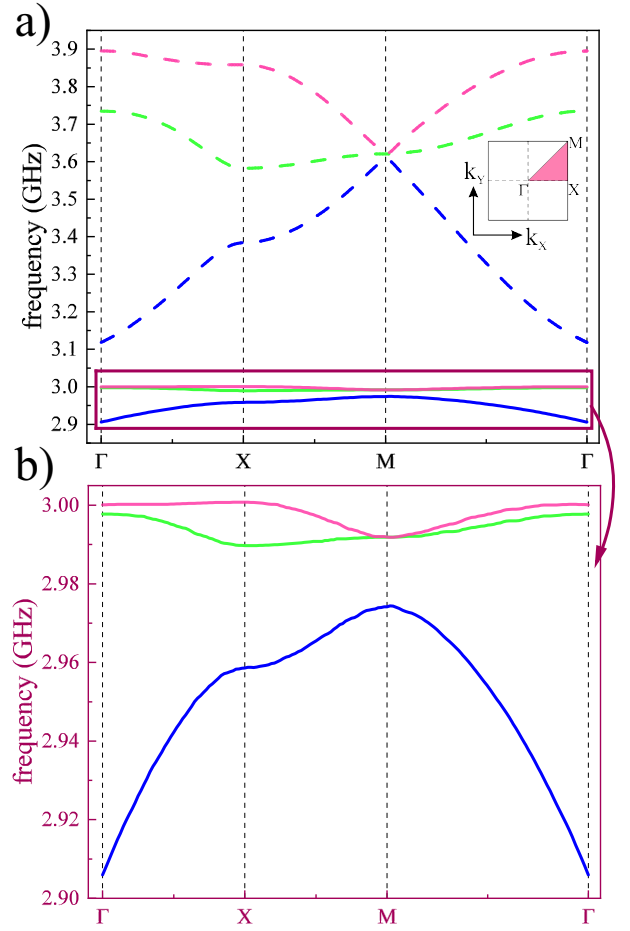 a)
frequency (GHz)
3.9
3.8
3.7
3.6
3.5
3.4
3.3
3.2
3.1
3.0
2.9
Γ X M Γ
M
Γ X
k_Y
k_X
b)
frequency (GHz)
3.00
2.98
2.96
2.94
2.92
2.90
Γ X M Γ